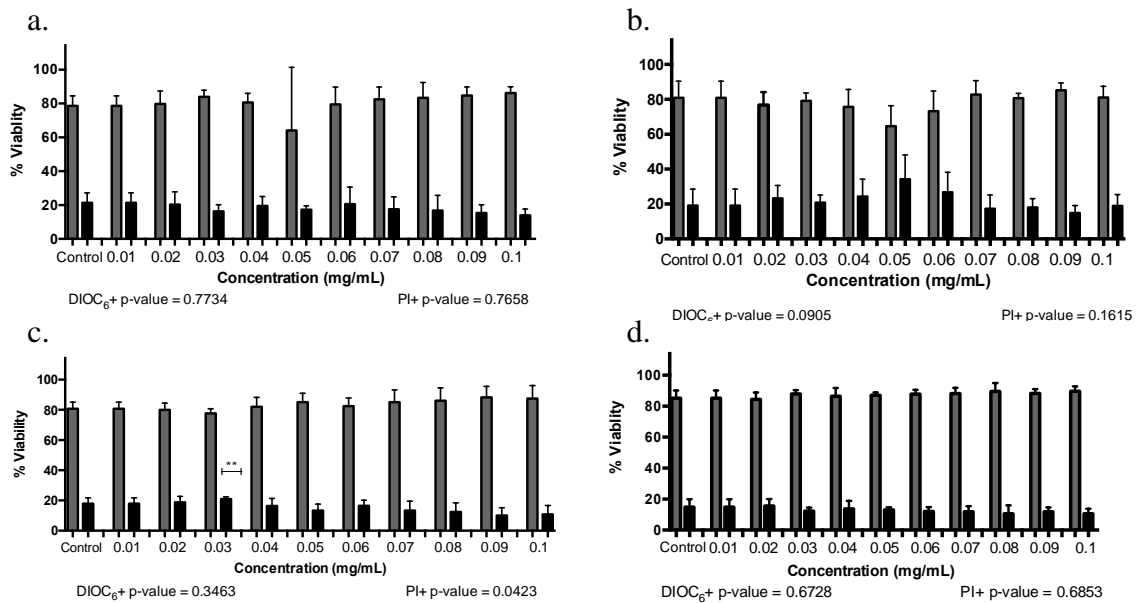 a.
100
80
60
40
20
0
% Viablity
Control 0.01 0.02 0.03 0.04 0.05 0.06 0.07 0.08 0.09 0.1
Concentration (mg/mL)
DIOC6+ p-value = 0.7734 PI+ p-value = 0.7658
b.
100
80
60
40
20
0
% Viablity
Control 0.01 0.02 0.03 0.04 0.05 0.06 0.07 0.08 0.09 0.1
Concentration (mg/mL)
DIOC6+ p-value = 0.0905 PI+ p-value = 0.1615
c.
100
80
60
40
20
0
% Viability
**
Control 0.01 0.02 0.03 0.04 0.05 0.06 0.07 0.08 0.09 0.1
Concentration (mg/mL)
DIOC6+ p-value = 0.3463 PI+ p-value = 0.0423
d.
100
80
60
40
20
0
% Viability
Control 0.01 0.02 0.03 0.04 0.05 0.06 0.07 0.08 0.09 0.1
Concentration (mg/mL)
DIOC6+ p-value = 0.6728 PI+ p-value = 0.6853